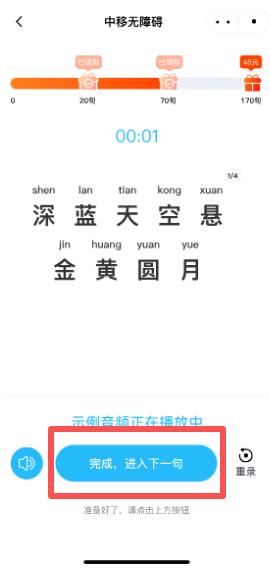 中移无障碍
已领取 已领取 40元
0 20句 70句 170句
00:01
1/4
shen lan tian kong xuan
深 蓝 天 空 悬
jin huang yuan yue
金 黄 圆 月
示例音频正在播放中
完成，进入下一句
重录
准备好了，请点击上方按钮